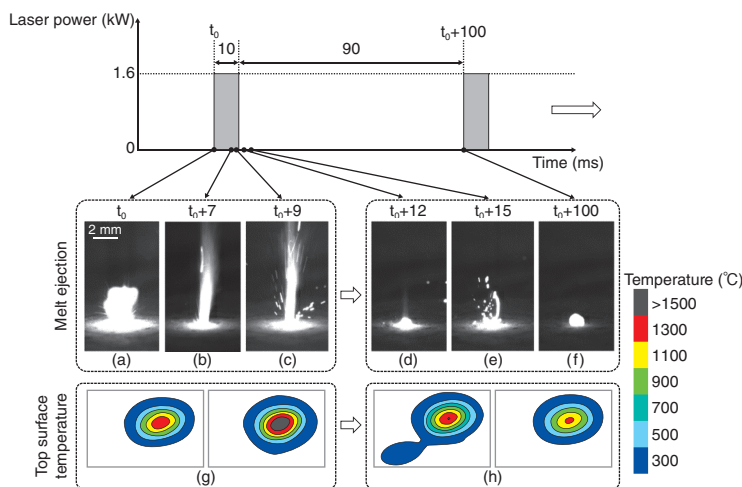 Laser power (kW)
t₀
t₀+100
10
90
1.6
0
Time (ms)
t₀
t₀+7
t₀+9
t₀+12
t₀+15
t₀+100
2 mm
Melt ejection
(a)
(b)
(c)
(d)
(e)
(f)
Temperature (℃)
>1500
1300
1100
900
700
500
300
Top surface
temperature
(g)
(h)